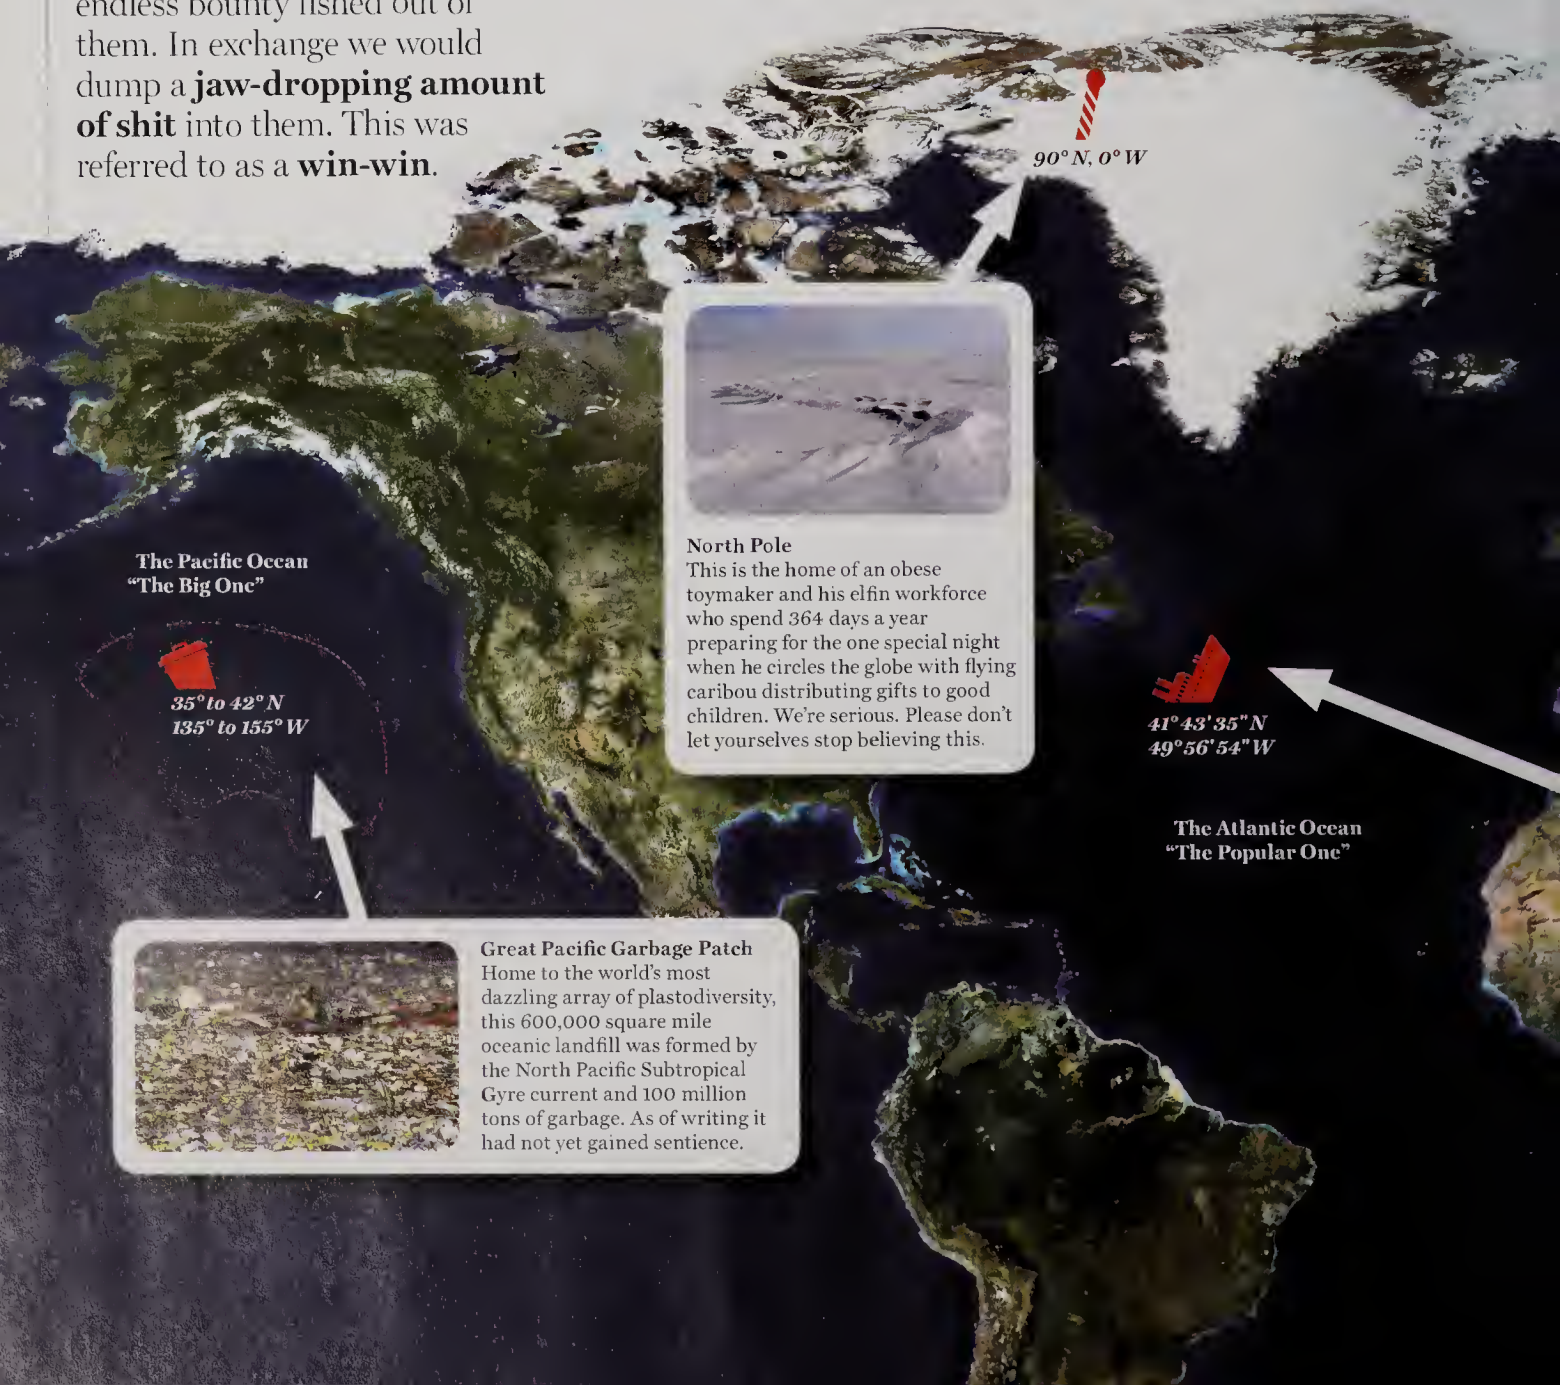 endless bounty fished out of
them. In exchange we would
dump a jaw-dropping amount
of shit into them. This was
referred to as a win-win.
90° N, 0° W
North Pole
This is the home of an obese
toymaker and his elfin workforce
who spend 364 days a year
preparing for the one special night
when he circles the globe with flying
caribou distributing gifts to good
children. We're serious. Please don't
let yourselves stop believing this.
The Pacific Ocean
“The Big One”
35° to 42° N
135° to 155° W
41° 43' 35" N
49° 56' 54" W
The Atlantic Ocean
“The Popular One”
Great Pacific Garbage Patch
Home to the world's most
dazzling array of plastodiversity,
this 600,000 square mile
oceanic landfill was formed by
the North Pacific Subtropical
Gyre current and 100 million
tons of garbage. As of writing it
had not yet gained sentience.